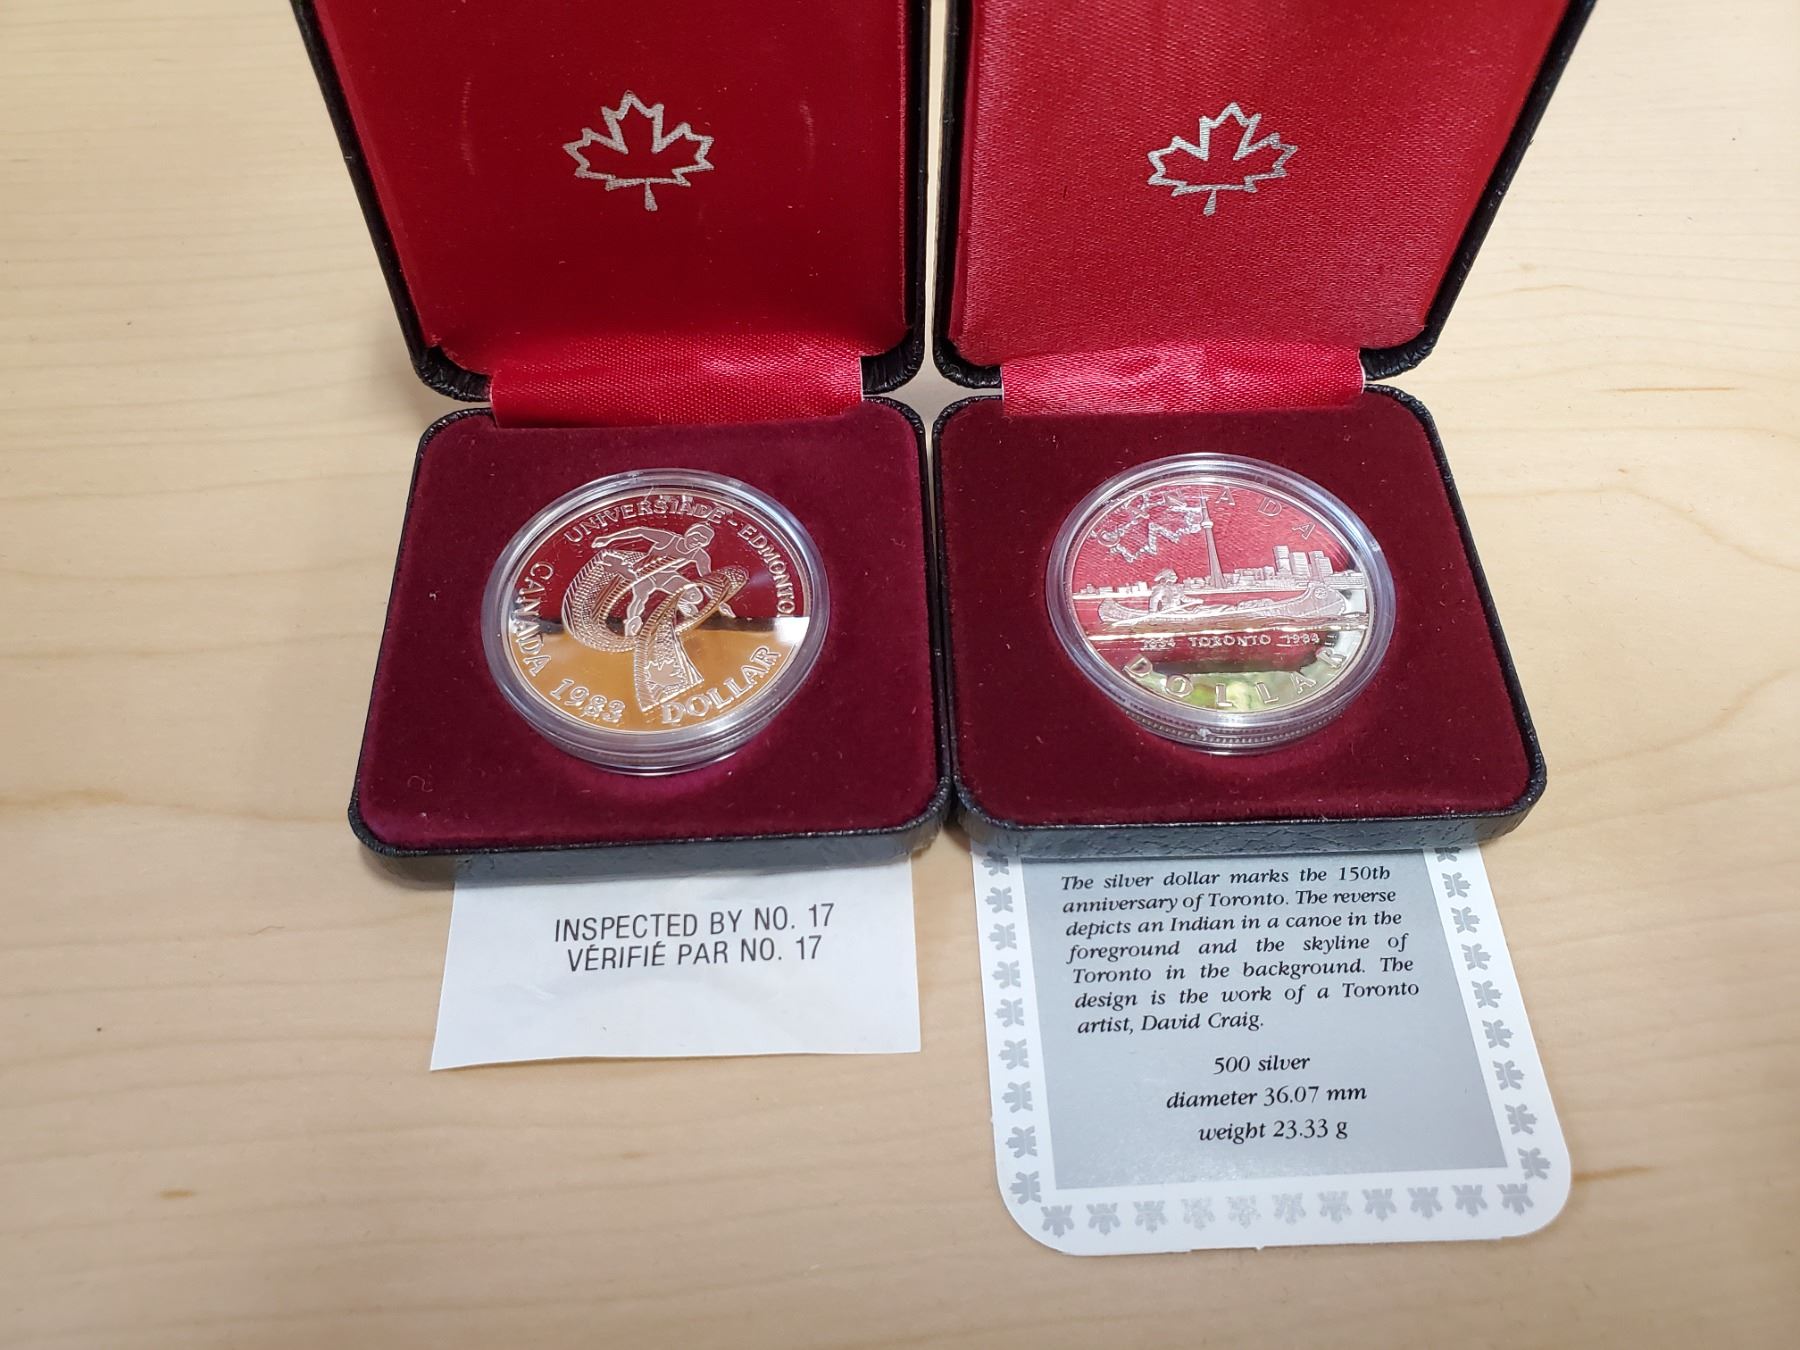 UNIVERSIADE - EDMONTON
CANADA 1983 DOLLAR
CANADA
1834 TORONTO 1984
DOLLAR
INSPECTED BY NO. 17
VÉRIFIÉ PAR NO. 17
The silver dollar marks the 150th
anniversary of Toronto. The reverse
depicts an Indian in a canoe in the
foreground and the skyline of
Toronto in the background. The
design is the work of a Toronto
artist, David Craig.
500 silver
diameter 36.07 mm
weight 23.33 g